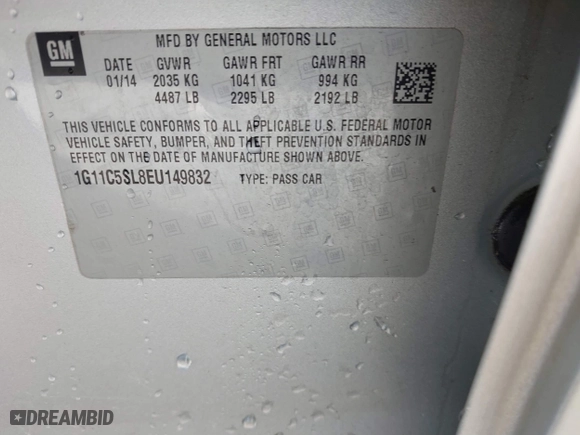 GM
MFD BY GENERAL MOTORS LLC
DATE GVWR GAWR FRT GAWR RR
01/14 2035 KG 1041 KG 994 KG
4487 LB 2295 LB 2192 LB
THIS VEHICLE CONFORMS TO ALL APPLICABLE U.S. FEDERAL MOTOR
VEHICLE SAFETY, BUMPER, AND THEFT PREVENTION STANDARDS IN
EFFECT ON THE DATE OF MANUFACTURE SHOWN ABOVE.
1G11C5SL8EU149832 TYPE: PASS CAR
DREAMBID